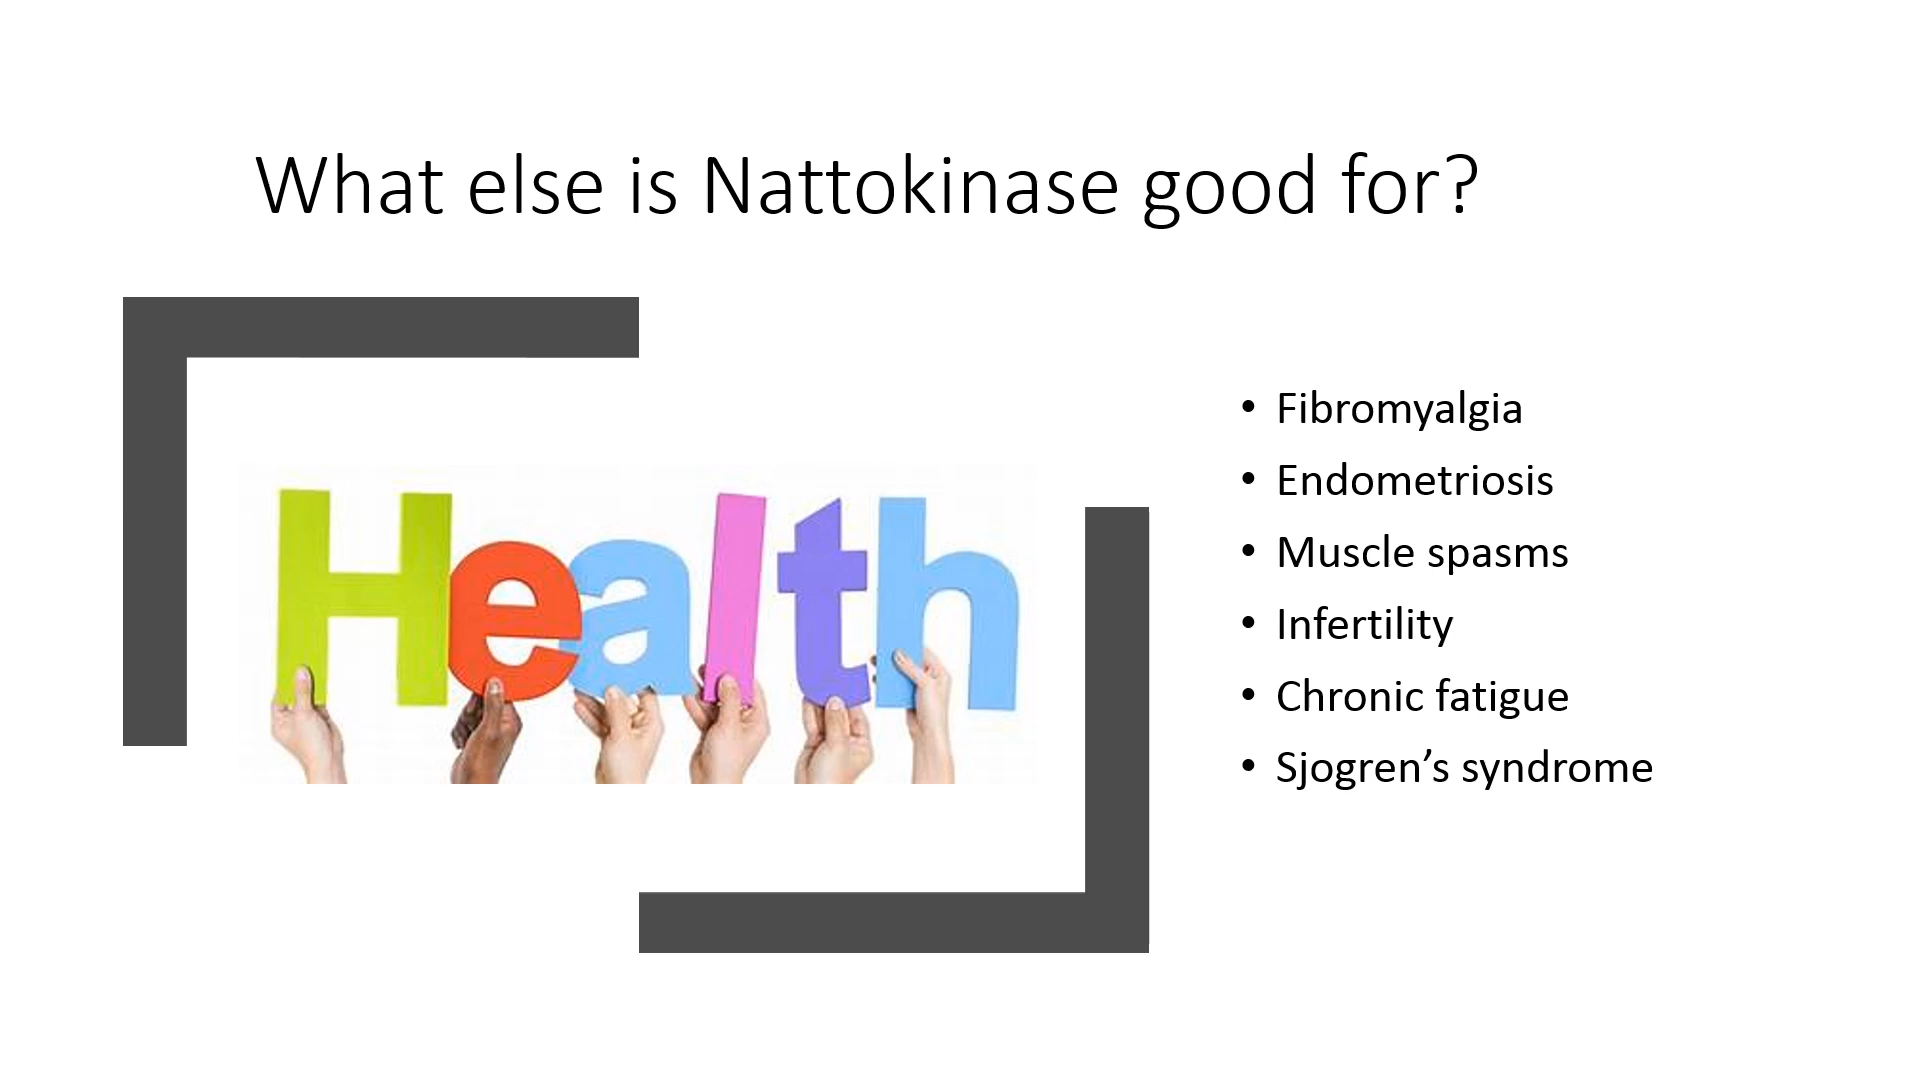 What else is Nattokinase good for?
Health
• Fibromyalgia
• Endometriosis
• Muscle spasms
• Infertility
• Chronic fatigue
• Sjogren’s syndrome